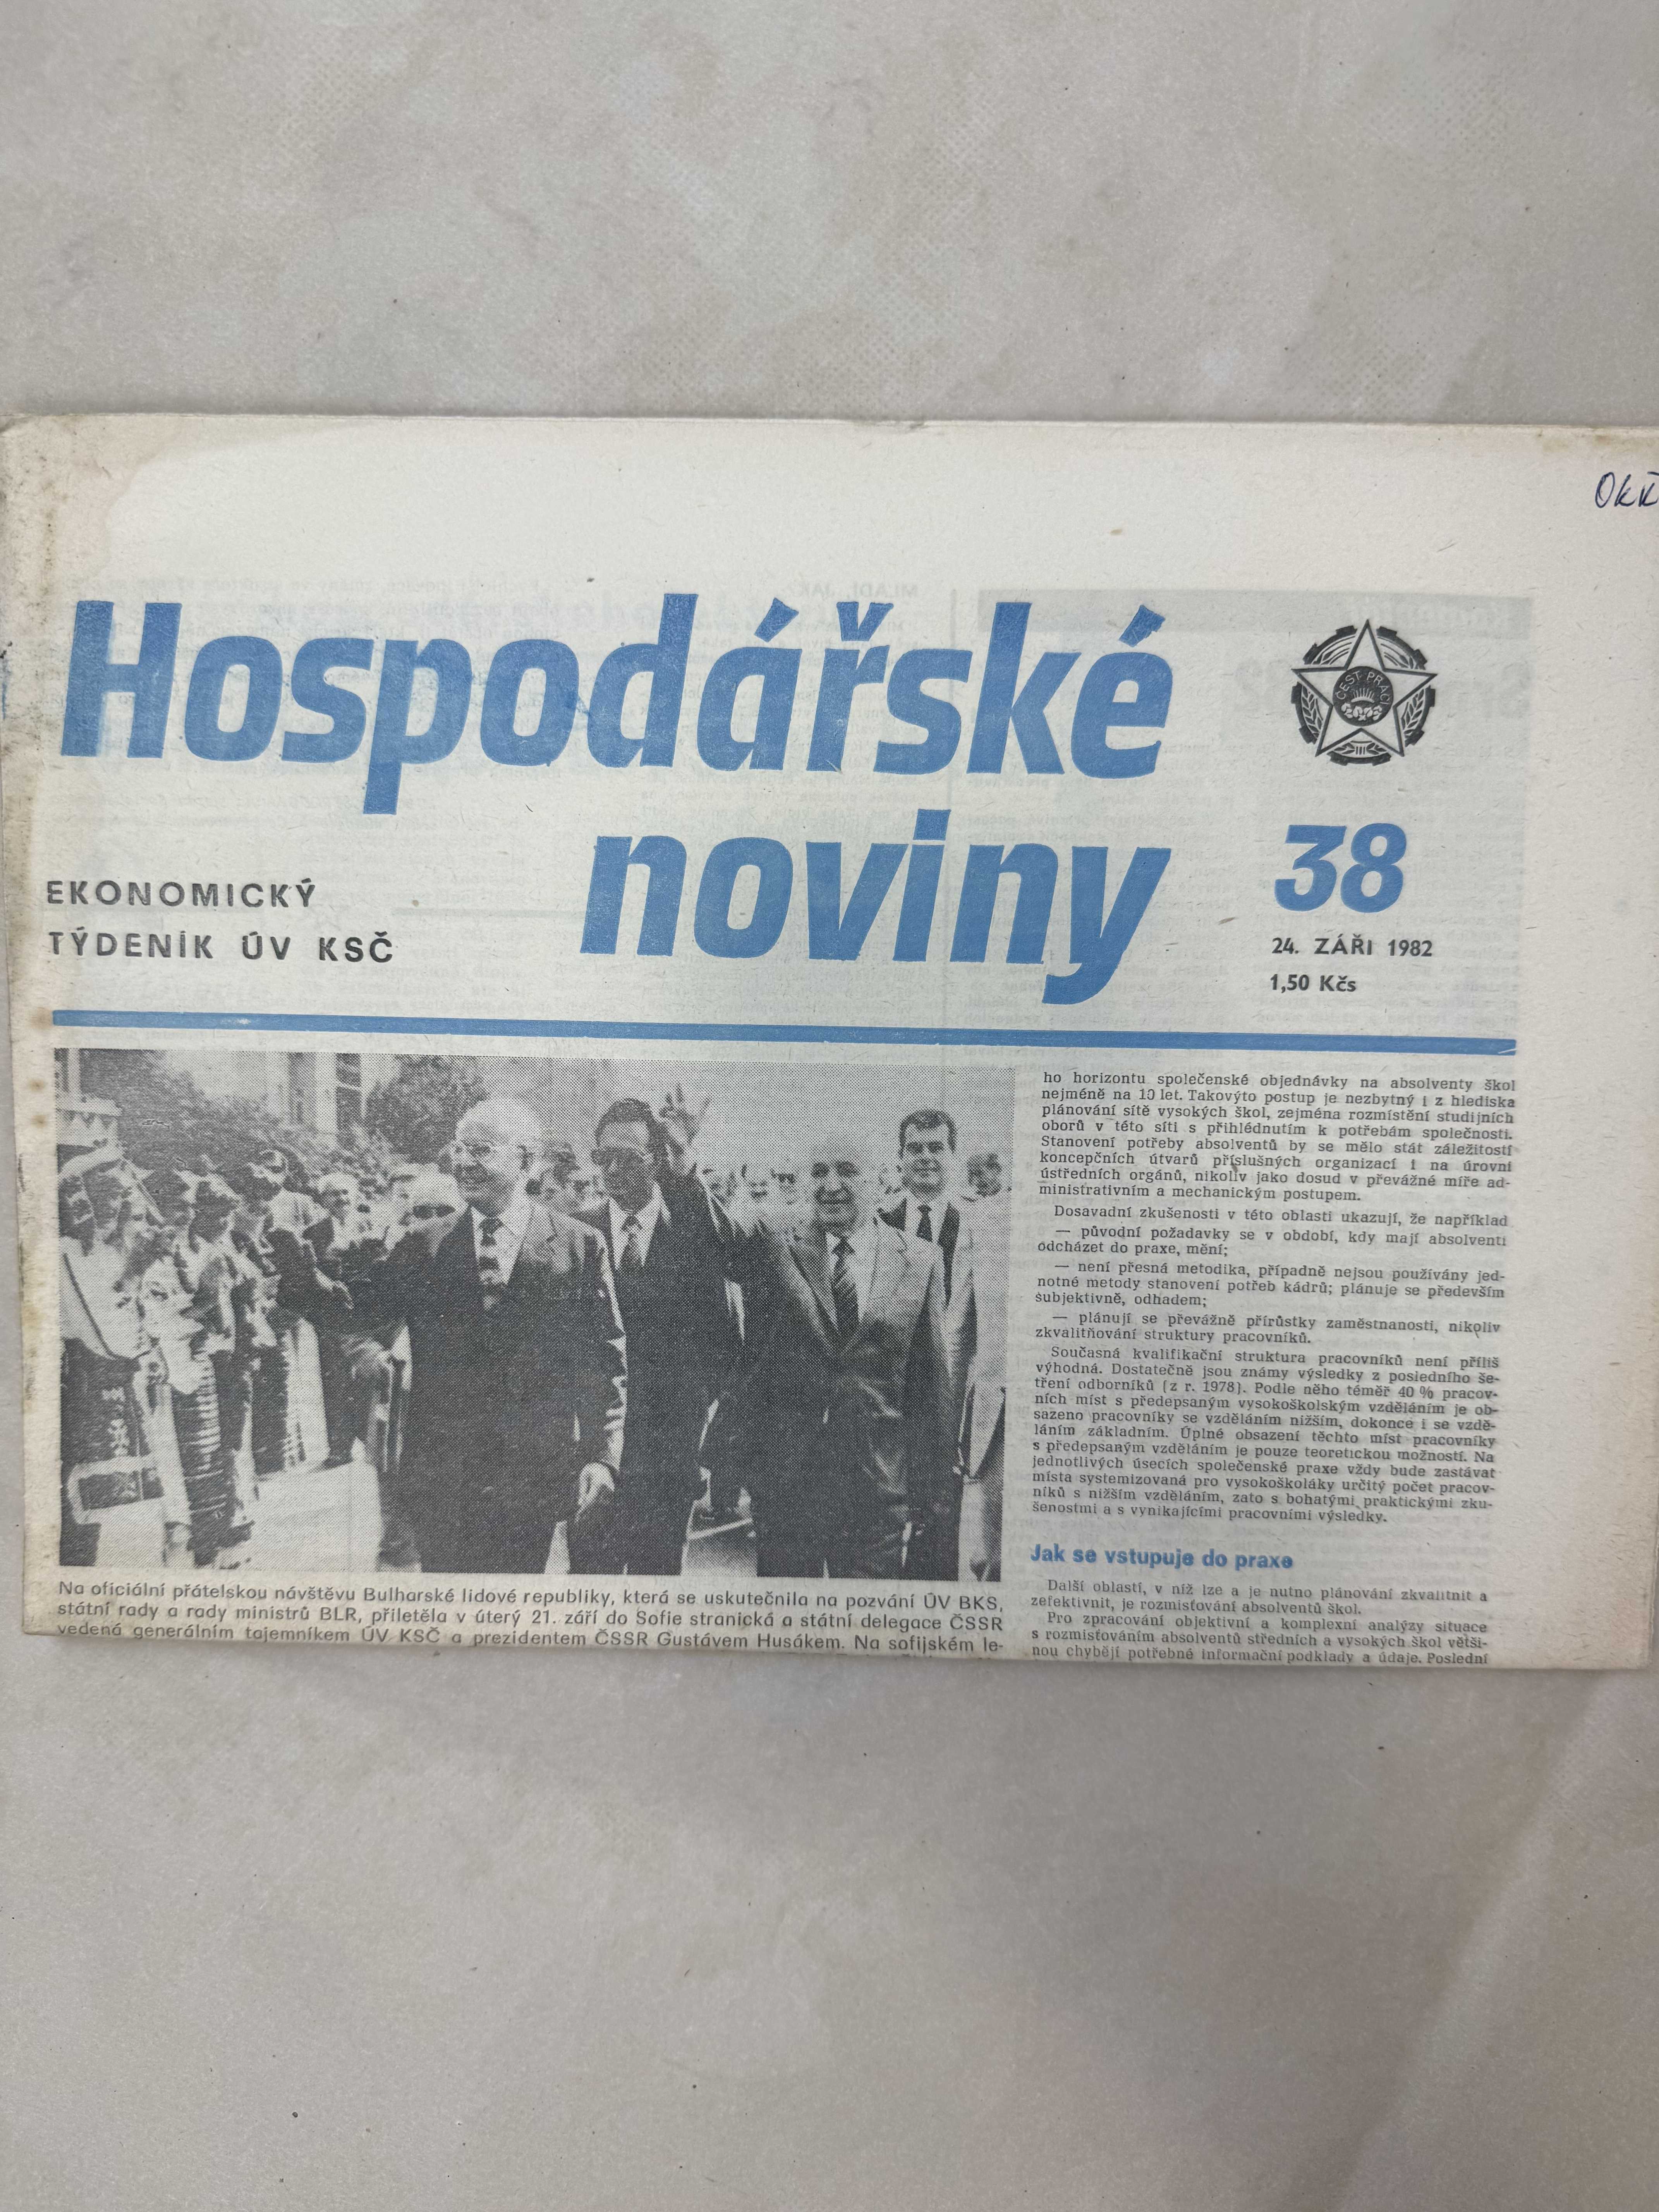 OKK
Hospodářské
noviny
ČEST PRÁCI
EKONOMICKÝ
TÝDENÍK ÚV KSČ
38
24. ZÁŘI 1982
1,50 Kčs
Na oficiální přátelskou návštěvu Bulharské lidové republiky, která se uskutečnila na pozvání ÚV BKS,
státní rady a rady ministrů BLR, přiletěla v úterý 21. září do Sofie stranická a státní delegace ČSSR
vedená generálním tajemníkem ÚV KSČ a prezidentem ČSSR Gustávem Husákem. Na sofijském le-
ho horizontu společenské objednávky na absolventy škol
nejméně na 10 let. Takovýto postup je nezbytný i z hlediska
plánování sítě vysokých škol, zejména rozmístění studijních
oborů v této síti s přihlédnutím k potřebám společnosti.
Stanovení potřeby absolventů by se mělo stát záležitostí
koncepčních útvarů příslušných organizací i na úrovni
ústředních orgánů, nikoliv jako dosud v převážné míře ad-
ministrativním a mechanickým postupem.
Dosavadní zkušenosti v této oblasti ukazují, že například
— původní požadavky se v období, kdy mají absolventi
odcházet do praxe, mění;
— není přesná metodika, případně nejsou používány jed-
notné metody stanovení potřeb kádrů; plánuje se především
subjektivně, odhadem;
— plánují se převážně přírůstky zaměstnanosti, nikoliv
zkvalitňování struktury pracovníků.
Současná kvalifikační struktura pracovníků není příliš
výhodná. Dostatečně jsou známy výsledky z posledního še-
tření odborníků (z r. 1978). Podle něho téměř 40 % pracov-
ních míst s předepsaným vysokoškolským vzděláním je ob-
sazeno pracovníky se vzděláním nižším, dokonce i se vzdě-
láním základním. Úplné obsazení těchto míst pracovníky
s předepsaným vzděláním je pouze teoretickou možností. Na
jednotlivých úsecích společenské praxe vždy bude zastávat
místa systemizovaná pro vysokoškoláky určitý počet pracov-
níků s nižším vzděláním, zato s bohatými praktickými zku-
šenostmi a s vynikajícími pracovními výsledky.
Jak se vstupuje do praxe
Další oblastí, v níž lze a je nutno plánování zkvalitnit a
zefektivnit, je rozmisťování absolventů škol.
Pro zpracování objektivní a komplexní analýzy situace
s rozmisťováním absolventů středních a vysokých škol větši-
nou chybějí potřebné informační podklady a údaje. Poslední